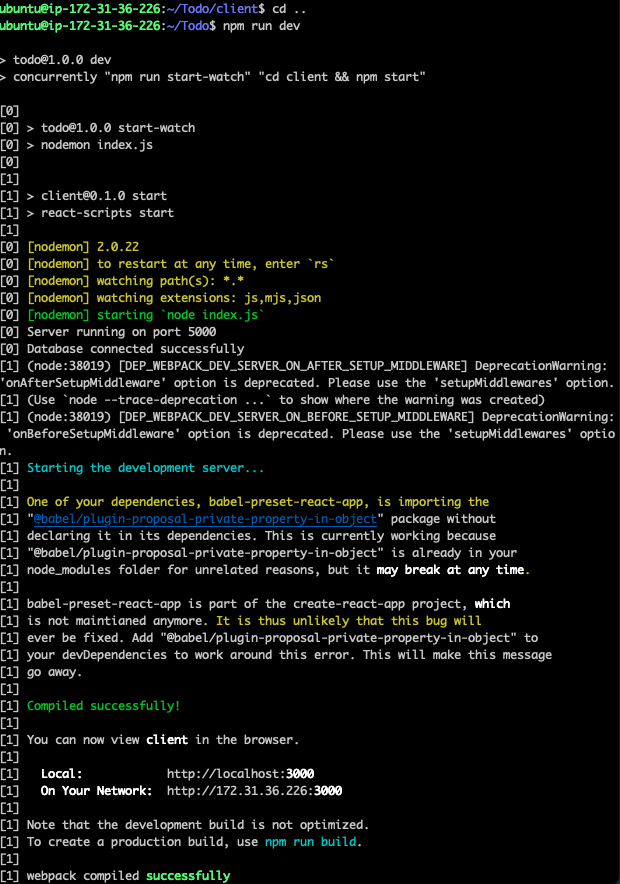 ubuntu@ip-172-31-36-226:~/Todo/client$ cd ..
ubuntu@ip-172-31-36-226:~/Todo$ npm run dev
> todo@1.0.0 dev
> concurrently "npm run start-watch" "cd client && npm start"
[0]
[0] > todo@1.0.0 start-watch
[0] > nodemon index.js
[0]
[1]
[1] > client@0.1.0 start
[1] > react-scripts start
[1]
[0] [nodemon] 2.0.22
[0] [nodemon] to restart at any time, enter `rs`
[0] [nodemon] watching path(s): *.*
[0] [nodemon] watching extensions: js,mjs,json
[0] [nodemon] starting `node index.js`
[0] Server running on port 5000
[0] Database connected successfully
[1] (node:38019) [DEP_WEBPACK_DEV_SERVER_ON_AFTER_SETUP_MIDDLEWARE] DeprecationWarning:
'onAfterSetupMiddleware' option is deprecated. Please use the 'setupMiddlewares' option.
[1] (Use `node --trace-deprecation ...` to show where the warning was created)
[1] (node:38019) [DEP_WEBPACK_DEV_SERVER_ON_BEFORE_SETUP_MIDDLEWARE] DeprecationWarning:
'onBeforeSetupMiddleware' option is deprecated. Please use the 'setupMiddlewares' optio
n.
[1] Starting the development server...
[1]
[1] One of your dependencies, babel-preset-react-app, is importing the
[1] "@babel/plugin-proposal-private-property-in-object" package without
[1] declaring it in its dependencies. This is currently working because
[1] "@babel/plugin-proposal-private-property-in-object" is already in your
[1] node_modules folder for unrelated reasons, but it may break at any time.
[1]
[1] babel-preset-react-app is part of the create-react-app project, which
[1] is not maintianed anymore. It is thus unlikely that this bug will
[1] ever be fixed. Add "@babel/plugin-proposal-private-property-in-object" to
[1] your devDependencies to work around this error. This will make this message
[1] go away.
[1]
[1] Compiled successfully!
[1]
[1] You can now view client in the browser.
[1]
[1] Local: http://localhost:3000
[1] On Your Network: http://172.31.36.226:3000
[1]
[1] Note that the development build is not optimized.
[1] To create a production build, use npm run build.
[1]
[1] webpack compiled successfully